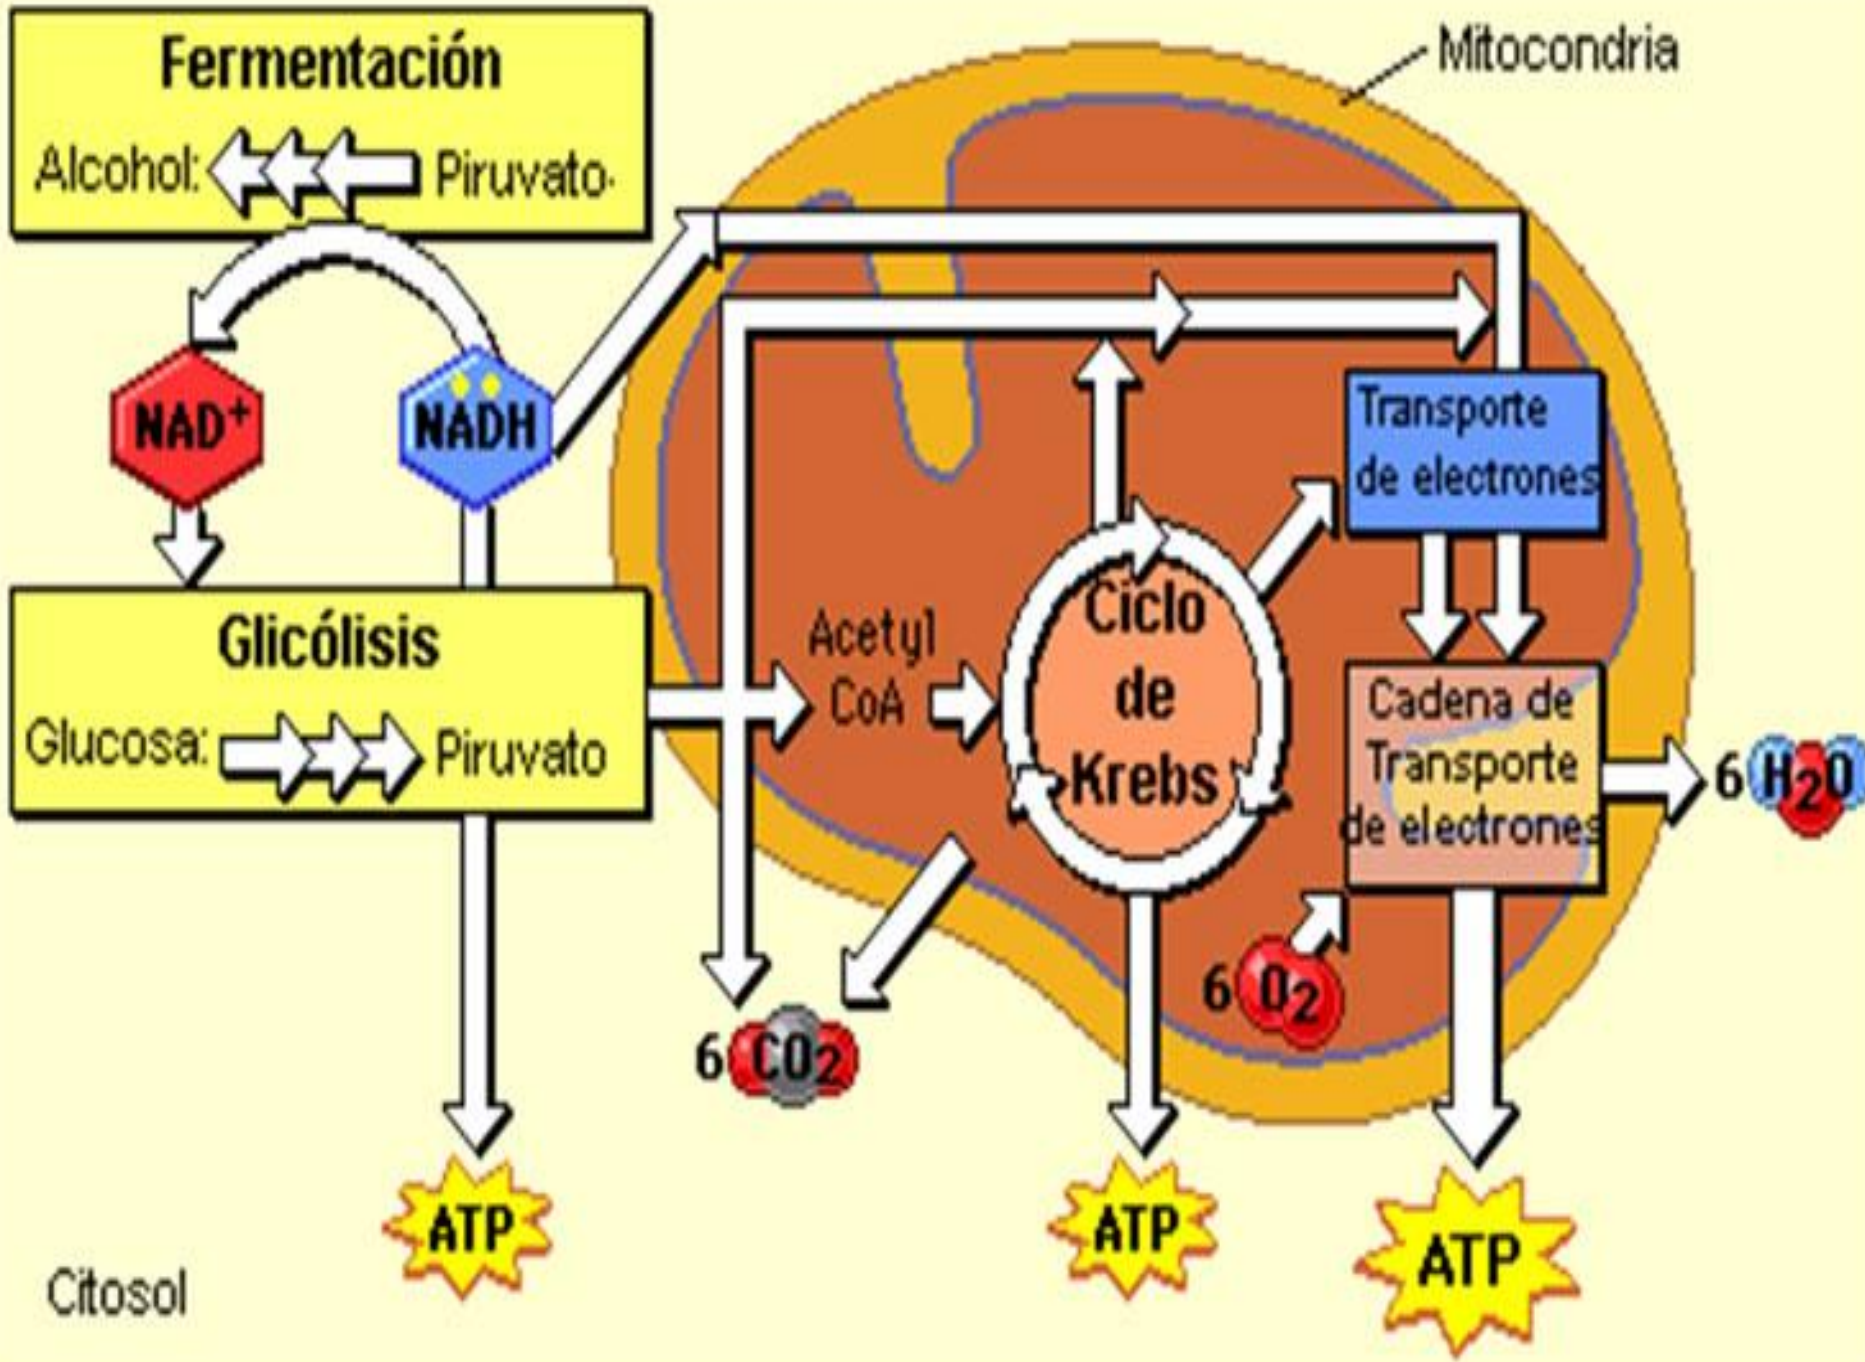 Fermentación
Alcohol: Piruvato
Mitocondria
NAD+
NADH
Transporte
de electrones
Glicólisis
Glucosa: Piruvato
Acetyl
CoA
Ciclo
de
Krebs
Cadena de
Transporte
de electrones
6 H2O
6 O2
6 CO2
ATP
ATP
ATP
Citosol